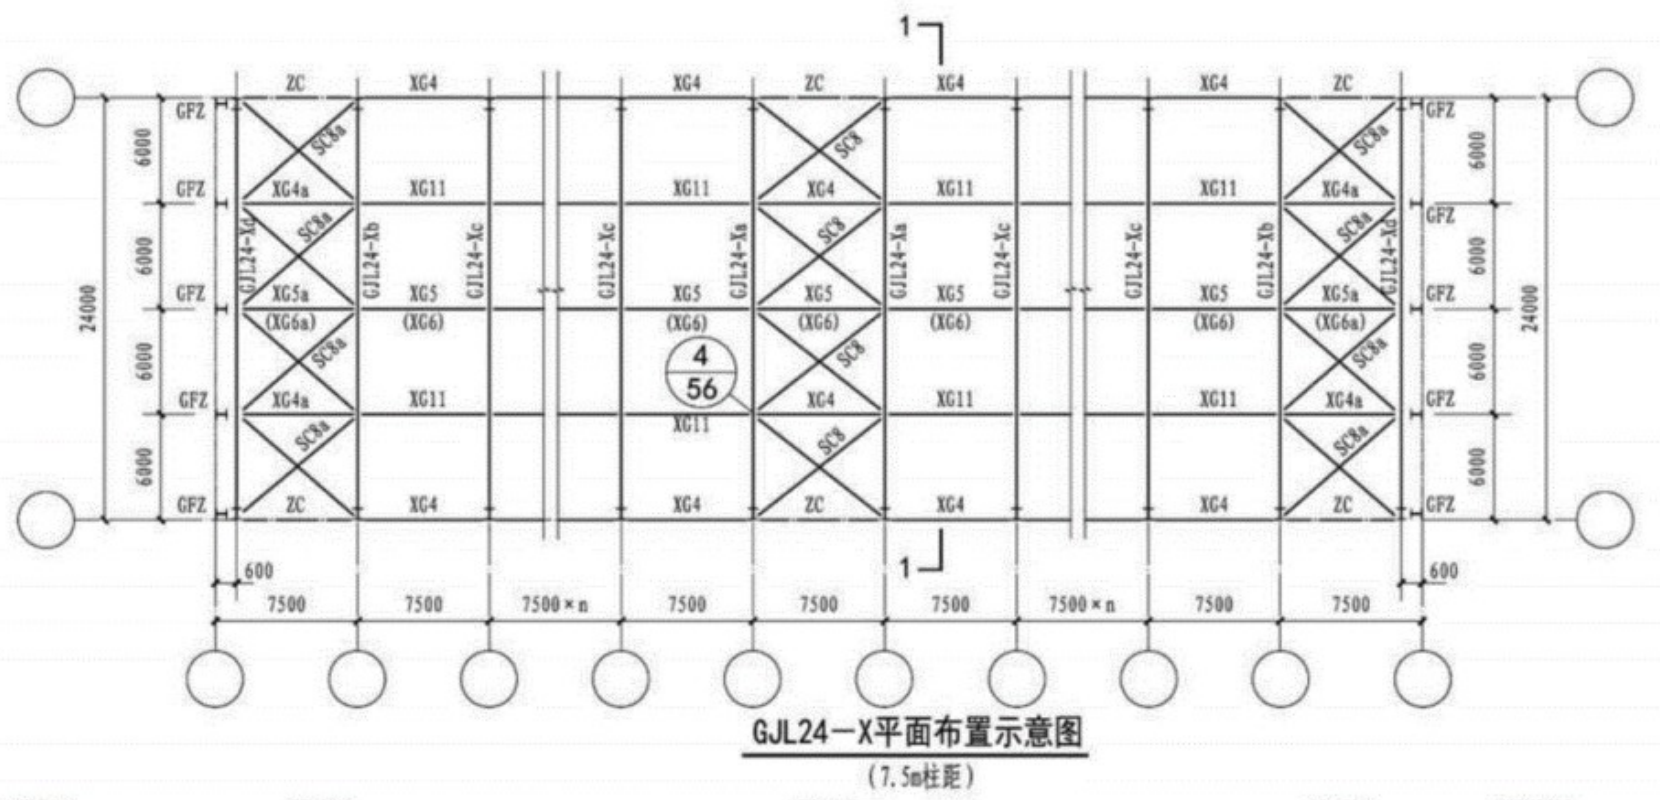 1
ZC XG4 XG4 ZC XG4 XG4 ZC
GFZ GFZ
6000 SC8a SC8 SC8a 6000
GFZ XG4a XG11 XG11 XG4 XG11 XG11 XG4a GFZ
6000 SC8a SC8 SC8a 6000
GJL24-Xd GJL24-Xb GJL24-Xc GJL24-Xc GJL24-Xa GJL24-Xa GJL24-Xc GJL24-Xc GJL24-Xb GJL24-Xd
24000 24000
GFZ XG5a XG5 XG5 XG5 XG5 XG5 XG5a GFZ
(XG6a) (XG6) (XG6) (XG6) (XG6) (XG6) (XG6a)
6000 SC8a SC8 SC8a 6000
4
56
GFZ XG4a XG11 XG4 XG11 XG11 XG4a GFZ
XG11
6000 SC8a SC8 SC8a 6000
GFZ ZC XG4 XG4 ZC XG4 XG4 ZC GFZ
1
600 600
7500 7500 7500×n 7500 7500 7500 7500×n 7500 7500
GJL24-X平面布置示意图
(7.5m柱距)